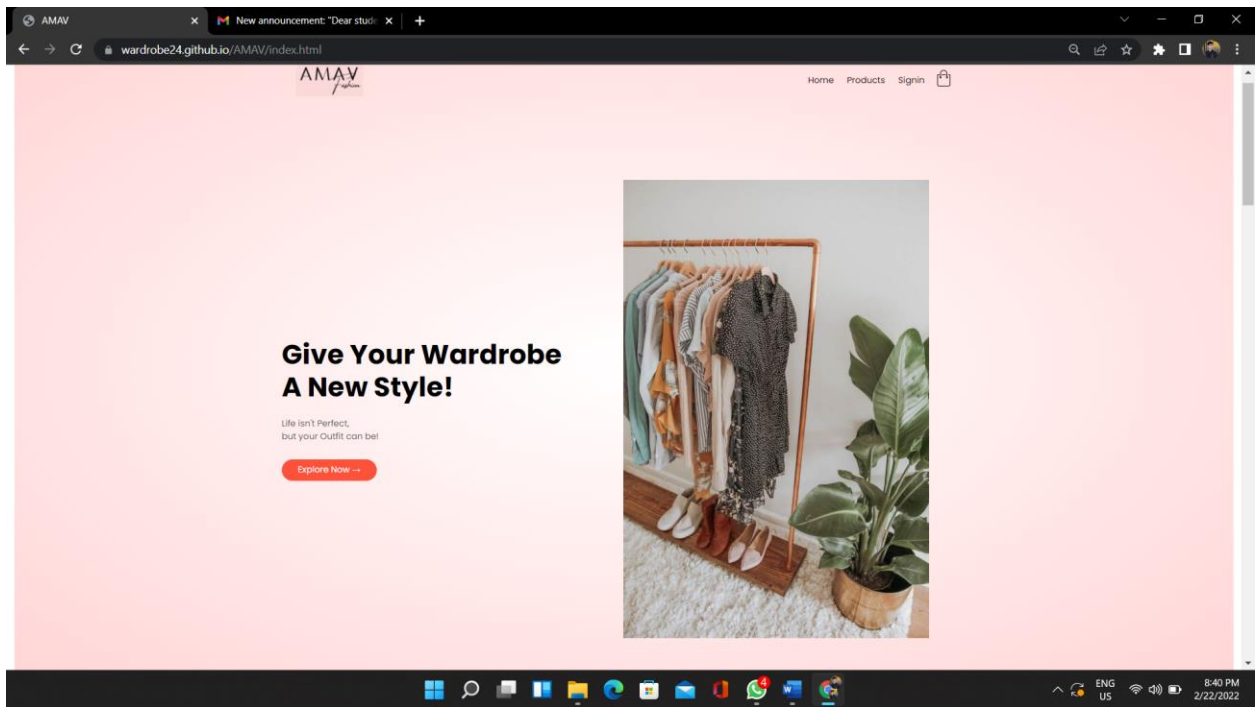 AMAV
New announcement: "Dear stude
wardrobe24.github.io/AMAV/index.html
AMAV
Fashion
Home Products Signin
Give Your Wardrobe
A New Style!
Life isn't Perfect,
but your Outfit can be!
Explore Now →
4
ENG
US
8:40 PM
2/22/2022